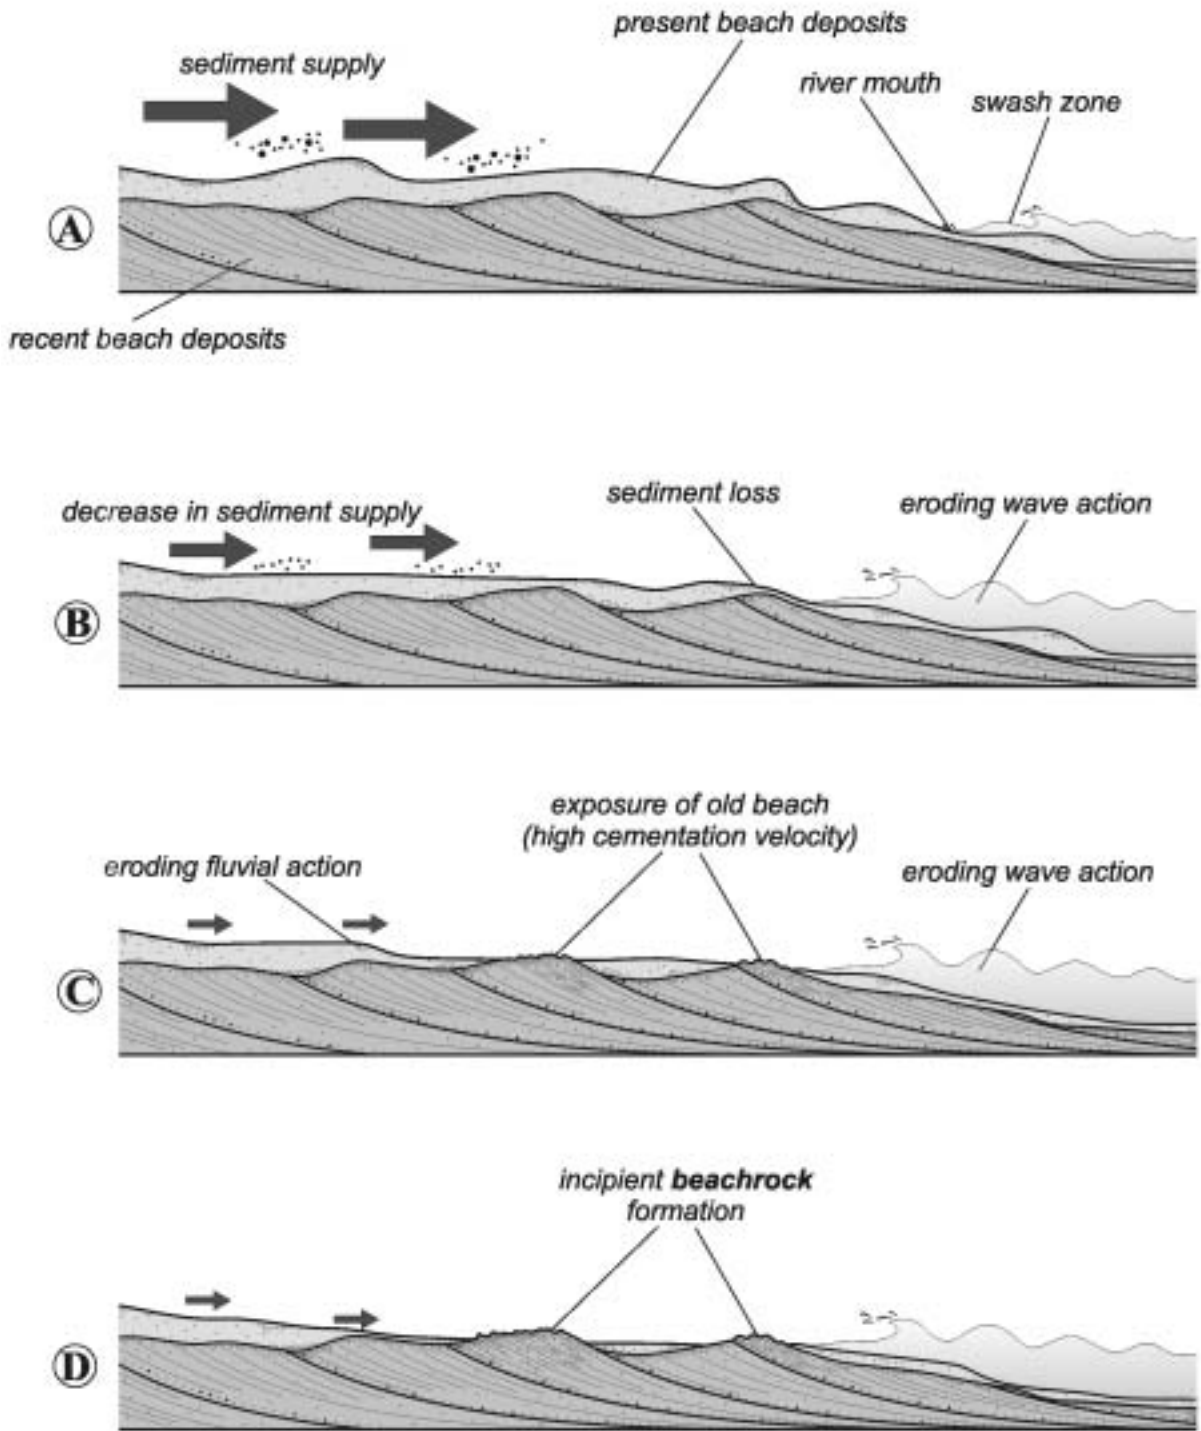 present beach deposits
sediment supply
river mouth
swash zone
A
recent beach deposits
sediment loss
eroding wave action
decrease in sediment supply
B
exposure of old beach
(high cementation velocity)
eroding fluvial action
eroding wave action
C
incipient beachrock
formation
D